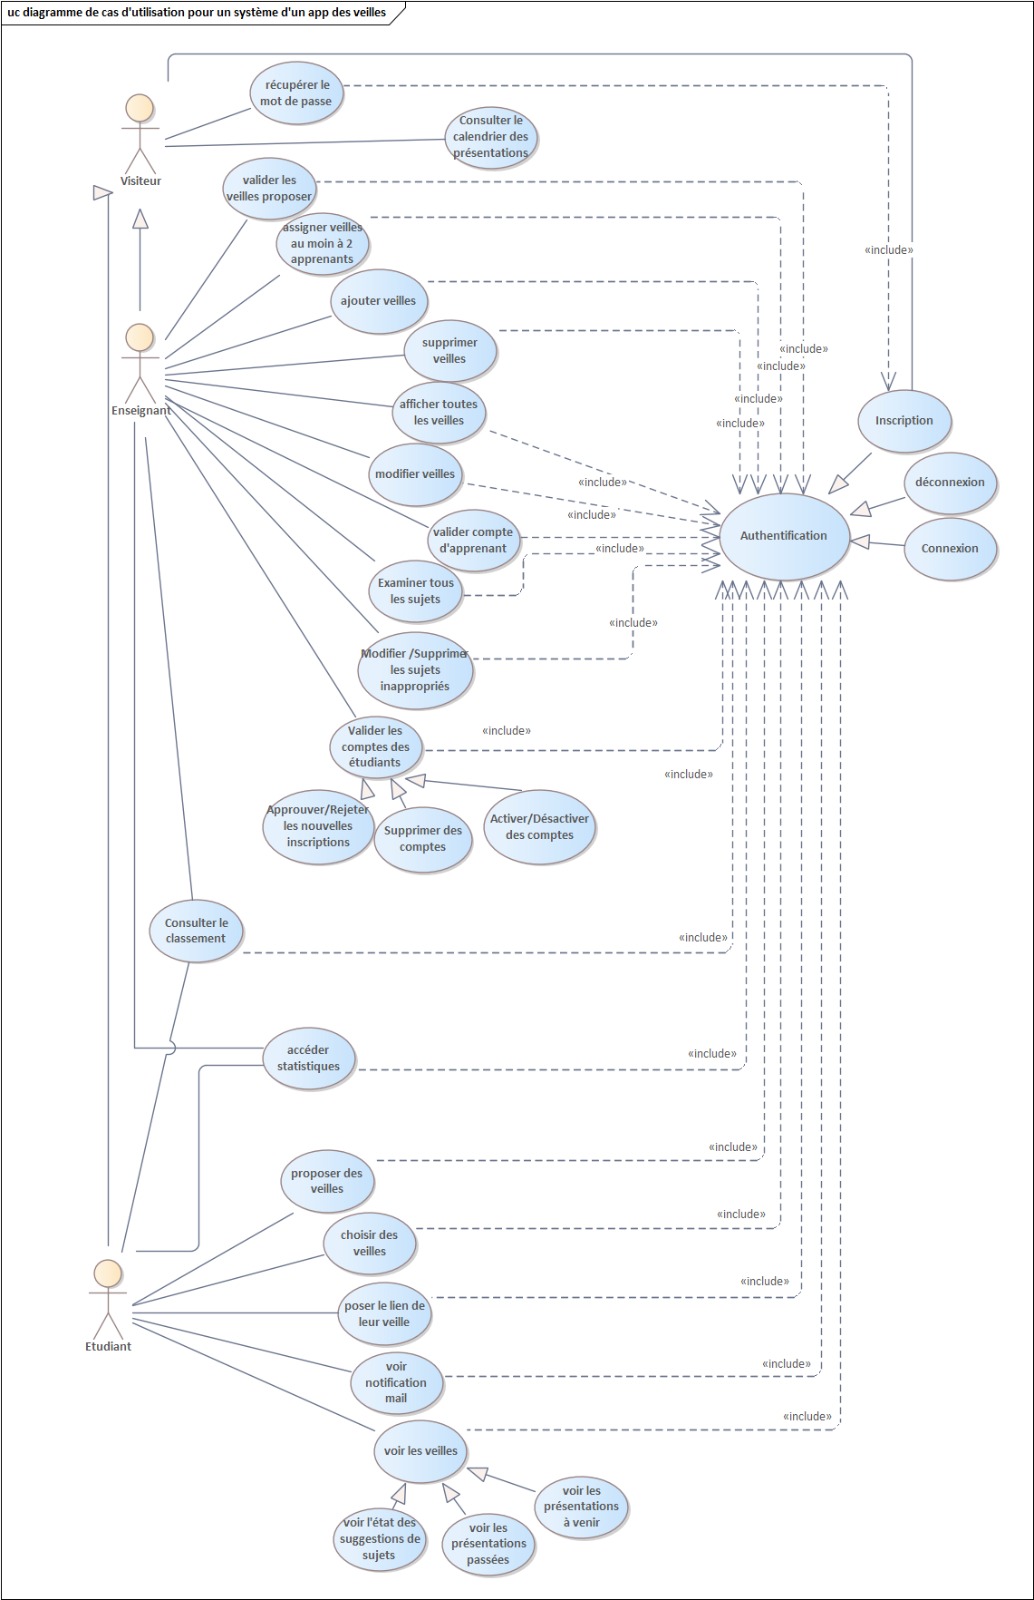 uc diagramme de cas d'utilisation pour un système d'un app des veilles
récupérer le
mot de passe
Consulter le
calendrier des
présentations
Visiteur
valider les
veilles proposer
assigner veilles
au moin à 2
apprenants
«include»
ajouter veilles
supprimer
veilles
«include»
«include»
«include»
«include»
Enseignant
afficher toutes
les veilles
Inscription
modifier veilles
«include»
déconnexion
«include»
valider compte
d'apprenant
Authentification
Connexion
«include»
Examiner tous
les sujets
«include»
Modifier /Supprimer
les sujets
inappropriés
Valider les
comptes des
étudiants
«include»
«include»
Approuver/Rejeter
les nouvelles
inscriptions
Supprimer des
comptes
Activer/Désactiver
des comptes
Consulter le
classement
«include»
accéder
statistiques
«include»
«include»
proposer des
veilles
«include»
choisir des
veilles
«include»
poser le lien de
leur veille
Etudiant
«include»
voir
notification
mail
«include»
voir les veilles
voir les
présentations
à venir
voir l'état des
suggestions de
sujets
voir les
présentations
passées